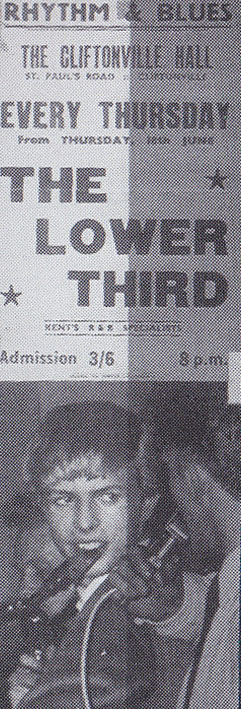 RHYTHM & BLUES
THE CLIFTONVILLE HALL
ST. PAUL'S ROAD CLIFTONVILLE
EVERY THURSDAY
From THURSDAY, JUNE
THE
LOWER
THIRD
KENT'S R & B SPECIALISTS
Admission 3/6 8 p.m.